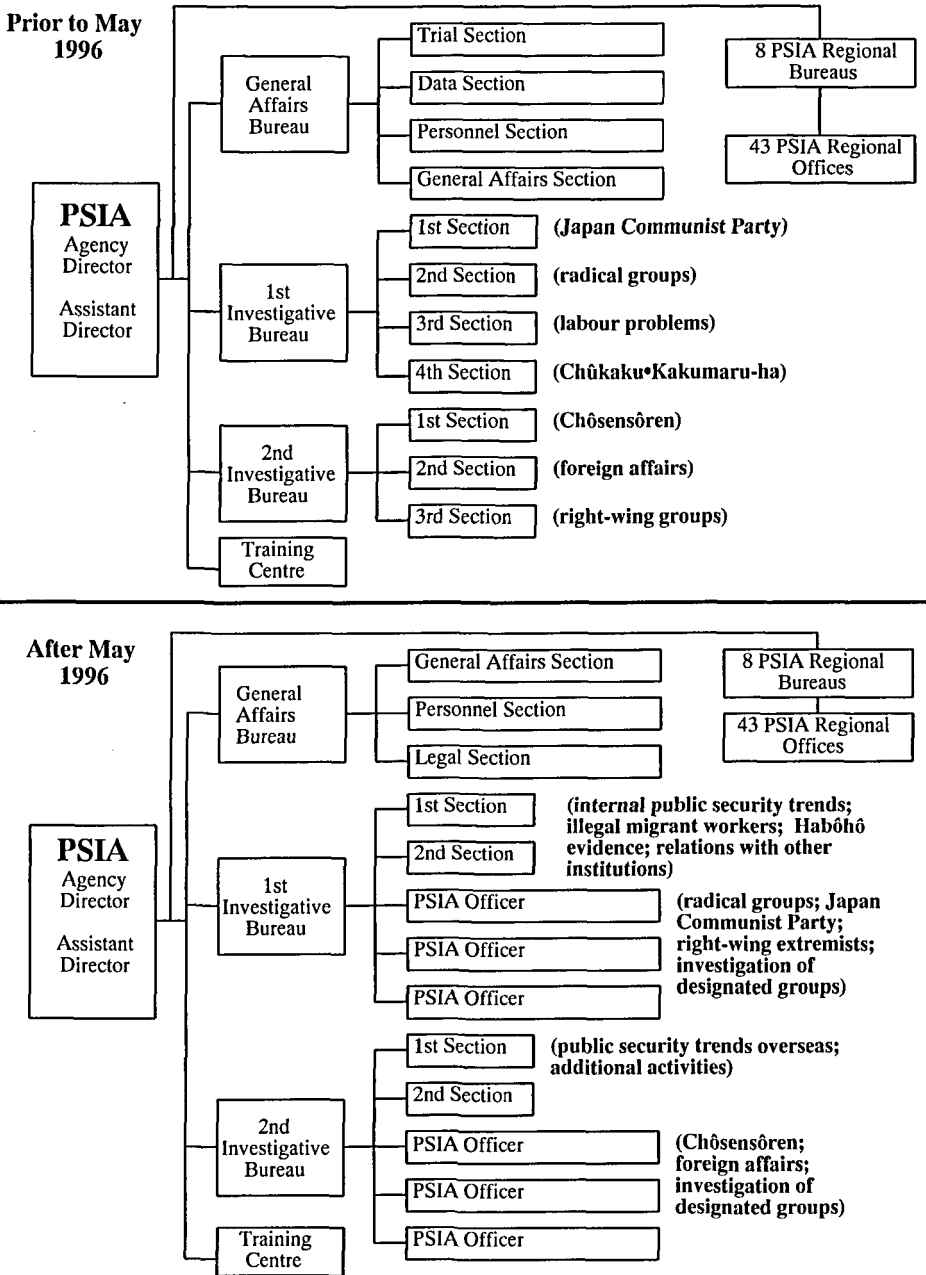 Prior to May
1996
PSIA
Agency
Director
Assistant
Director
General
Affairs
Bureau
Trial Section
Data Section
Personnel Section
General Affairs Section
8 PSIA Regional
Bureaus
43 PSIA Regional
Offices
1st
Investigative
Bureau
1st Section (Japan Communist Party)
2nd Section (radical groups)
3rd Section (labour problems)
4th Section (Chûkaku•Kakumaru-ha)
2nd
Investigative
Bureau
1st Section (Chôsensôren)
2nd Section (foreign affairs)
3rd Section (right-wing groups)
Training
Centre
After May
1996
PSIA
Agency
Director
Assistant
Director
General
Affairs
Bureau
General Affairs Section
Personnel Section
Legal Section
8 PSIA Regional
Bureaus
43 PSIA Regional
Offices
1st
Investigative
Bureau
1st Section
2nd Section
(internal public security trends;
illegal migrant workers; Habôhô
evidence; relations with other
institutions)
PSIA Officer
PSIA Officer
PSIA Officer
(radical groups; Japan
Communist Party;
right-wing extremists;
investigation of
designated groups)
2nd
Investigative
Bureau
1st Section
(public security trends overseas;
additional activities)
2nd Section
PSIA Officer
PSIA Officer
PSIA Officer
(Chôsensôren;
foreign affairs;
investigation of
designated groups)
Training
Centre